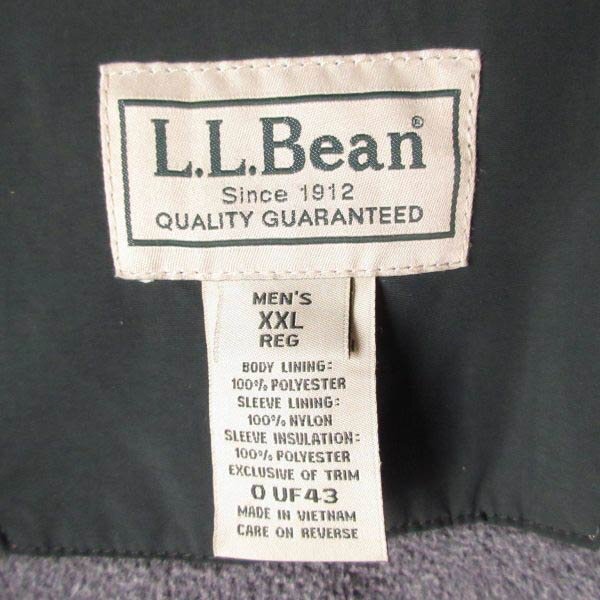 L.L.Bean®
Since 1912
QUALITY GUARANTEED
MEN'S
XXL
REG
BODY LINING:
100% POLYESTER
SLEEVE LINING:
100% NYLON
SLEEVE INSULATION:
100% POLYESTER
EXCLUSIVE OF TRIM
0 UF43
MADE IN VIETNAM
CARE ON REVERSE